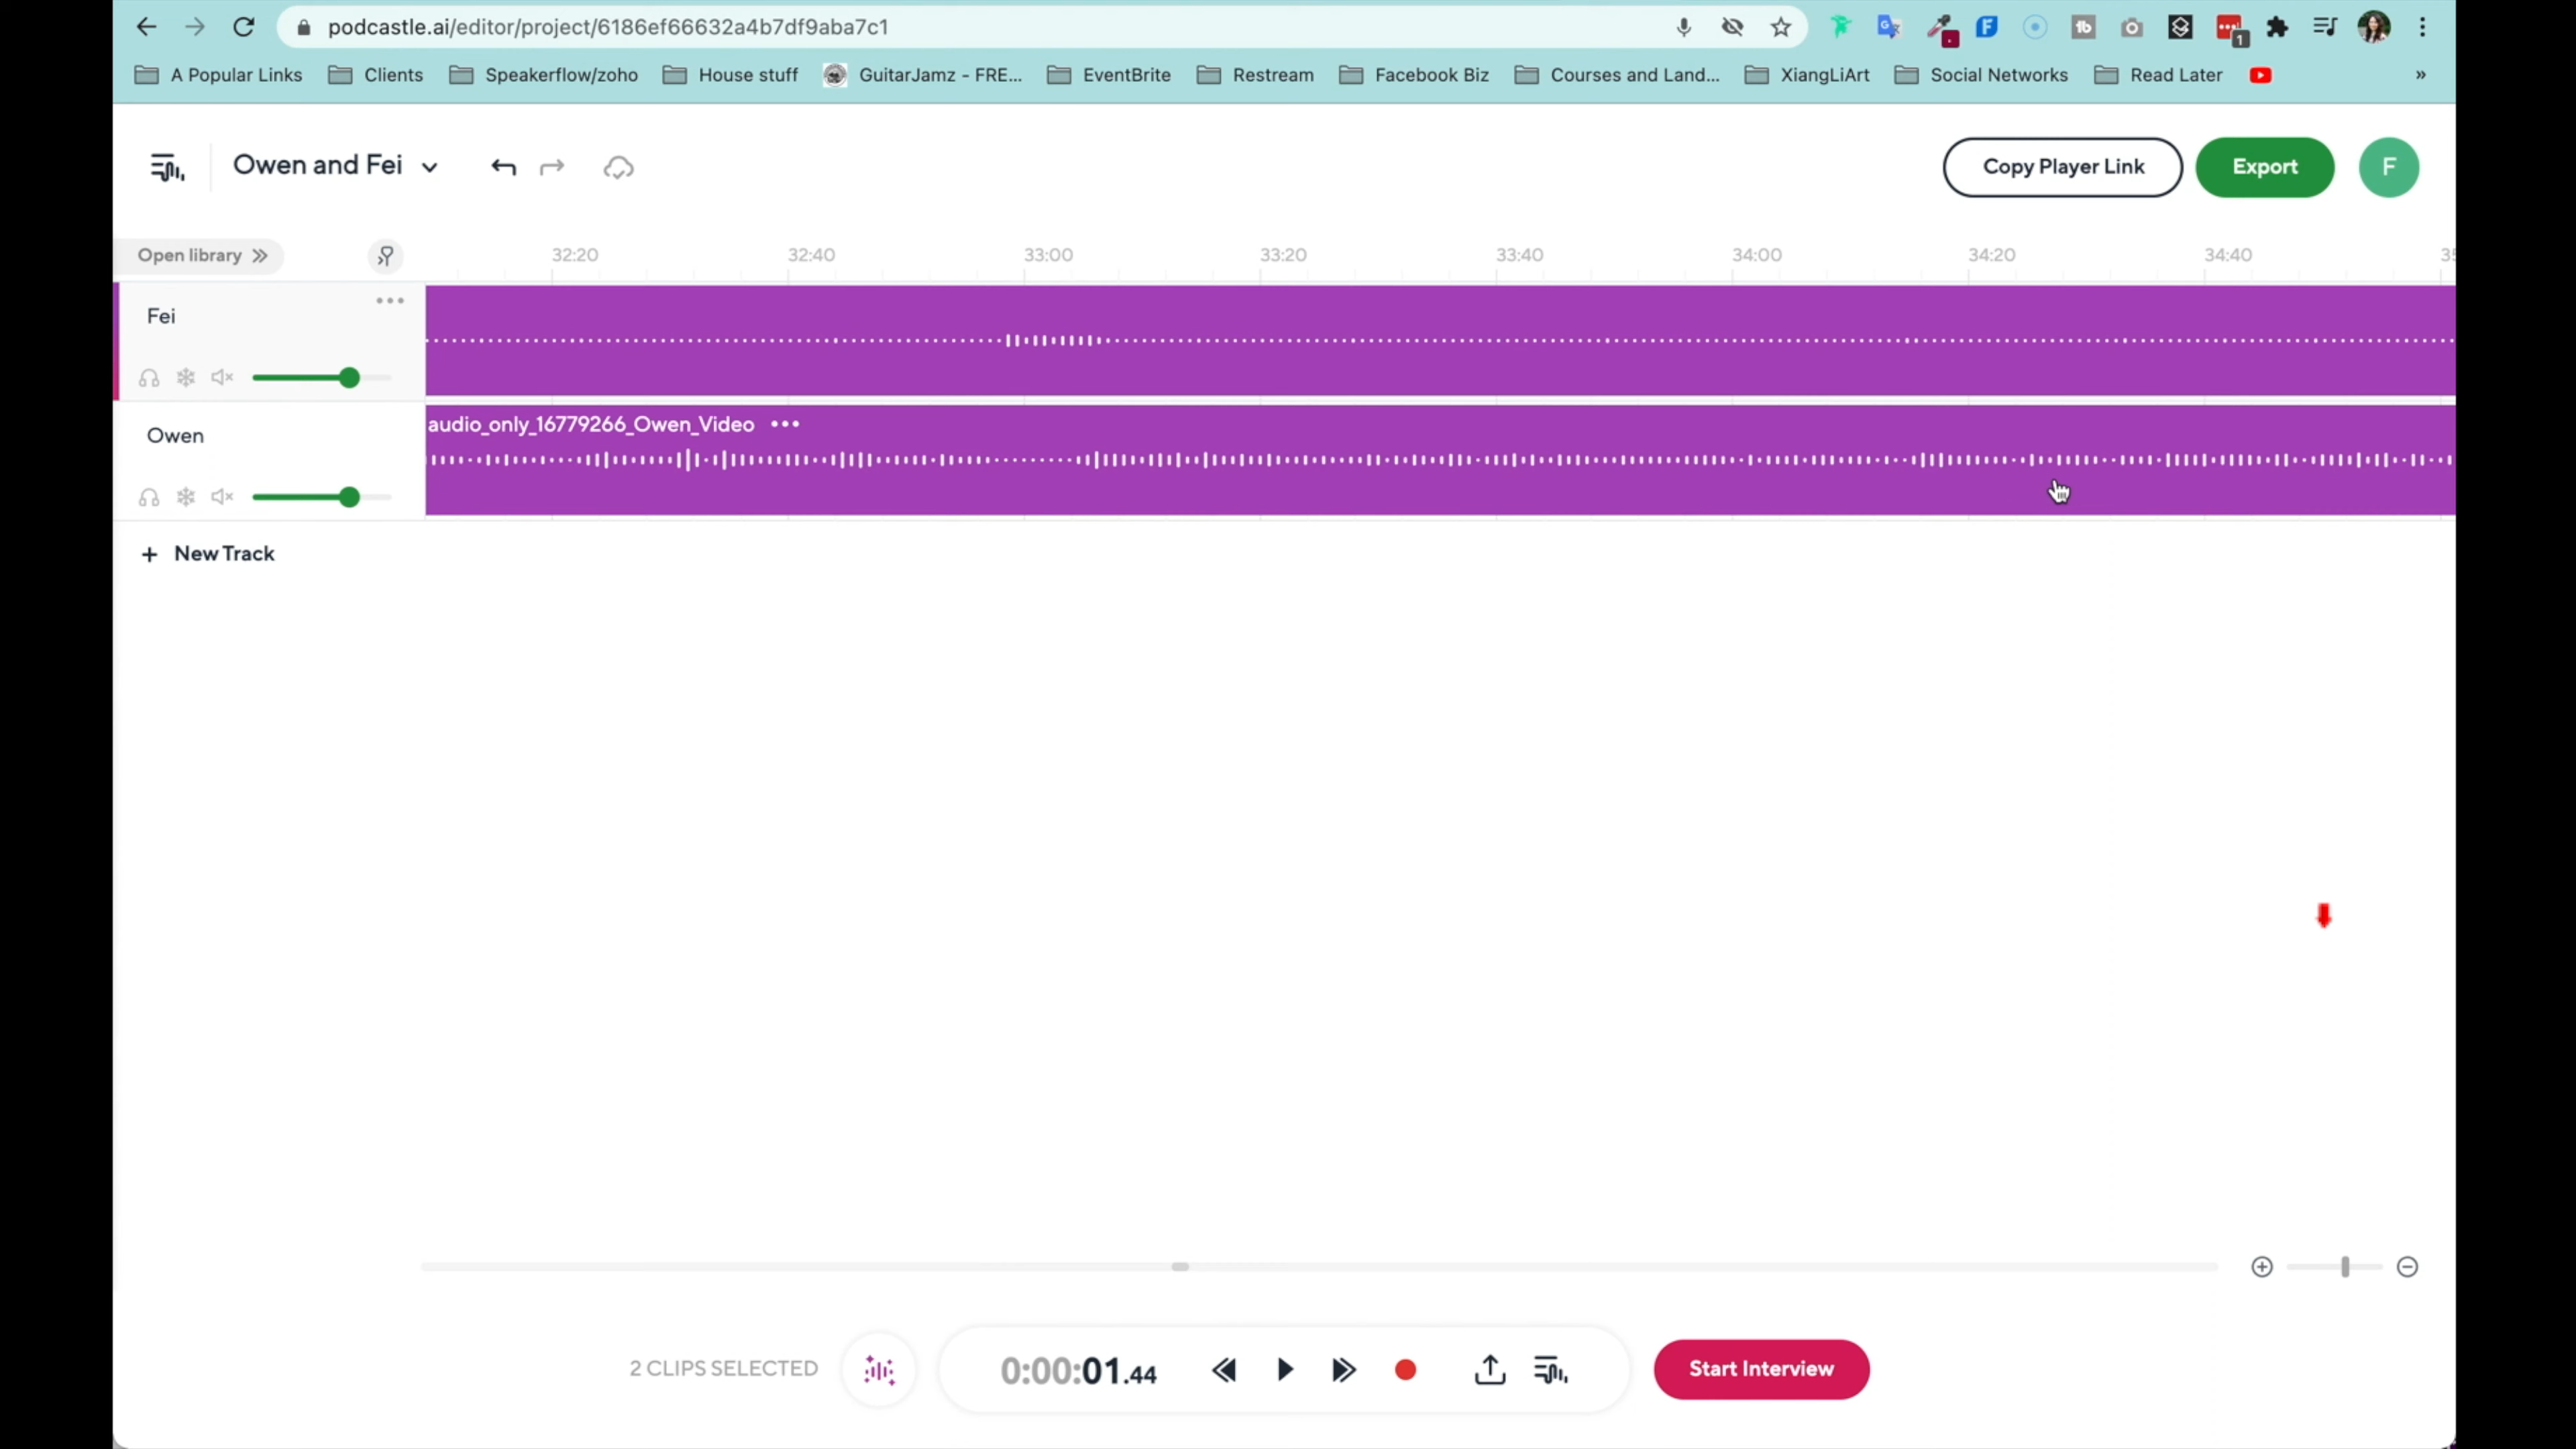 podcastle.ai/editor/project/6186ef66632a4b7df9aba7c1
1
A Popular Links Clients Speakerflow/zoho House stuff GuitarJamz - FRE... EventBrite Restream Facebook Biz Courses and Land... XiangLiArt Social Networks Read Later »
Owen and Fei Copy Player Link Export F
Open library 32:20 32:40 33:00 33:20 33:40 34:00 34:20 34:40
Fei
Owen
audio_only_16779266_Owen_Video
+ New Track
2 CLIPS SELECTED 0:00:01.44 Start Interview